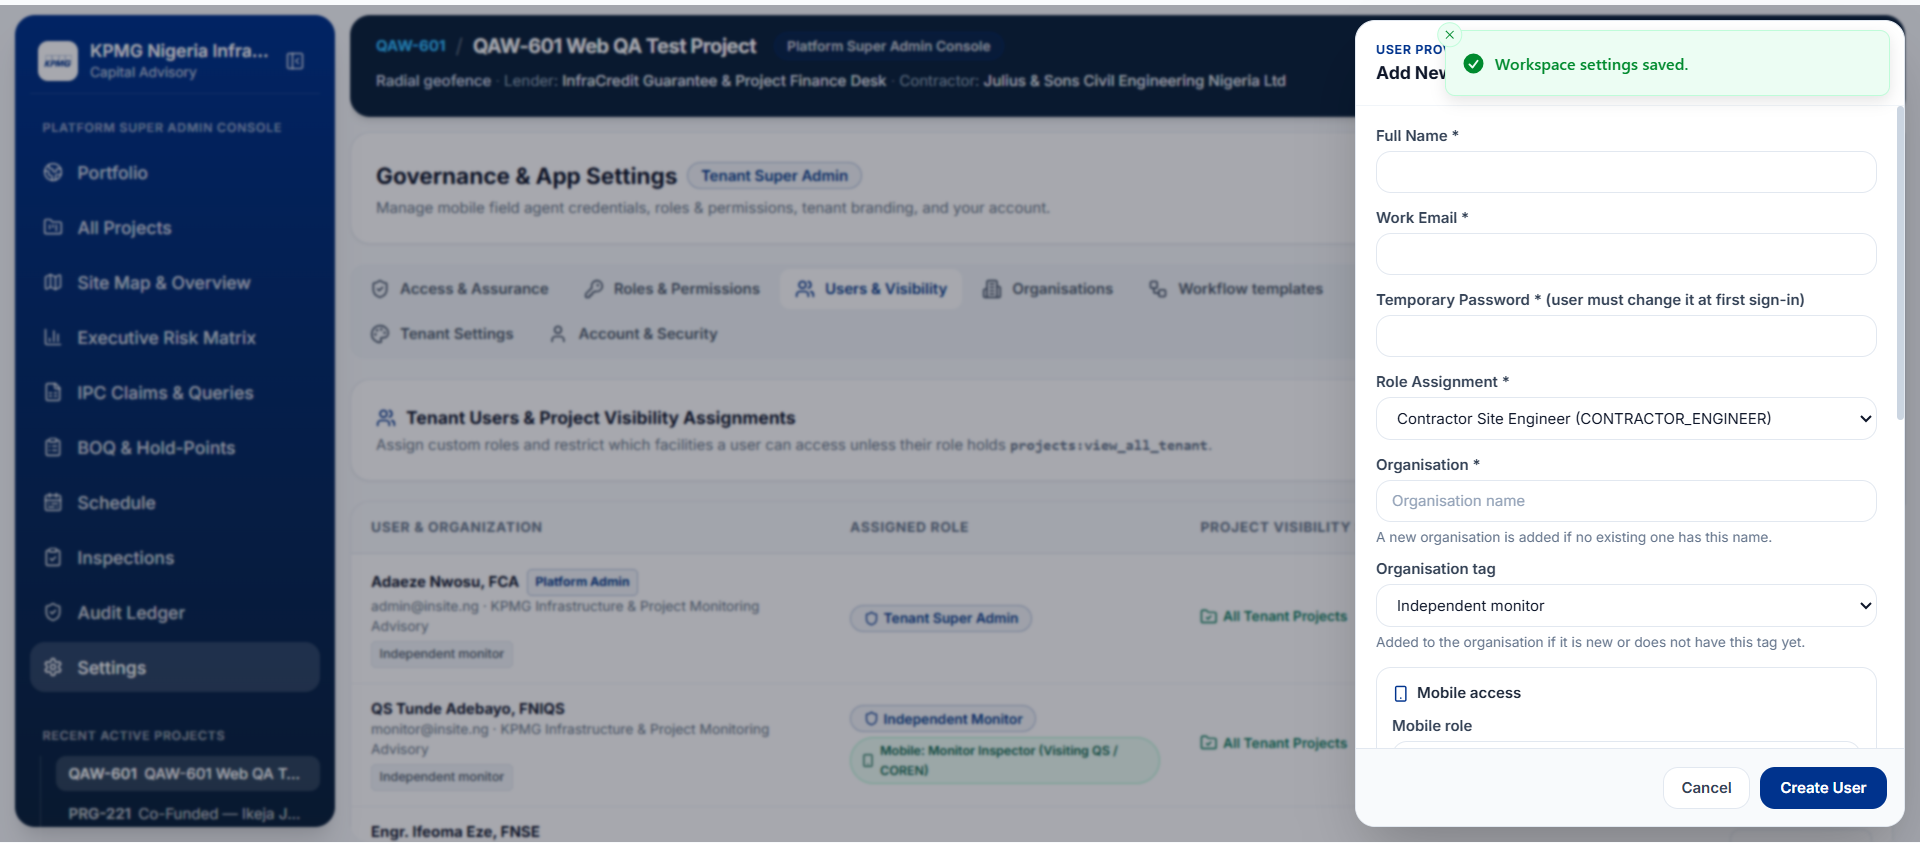 KPMG
KPMG Nigeria Infra...
Capital Advisory
PLATFORM SUPER ADMIN CONSOLE
Portfolio
All Projects
Site Map & Overview
Executive Risk Matrix
IPC Claims & Queries
BOQ & Hold-Points
Schedule
Inspections
Audit Ledger
Settings
RECENT ACTIVE PROJECTS
QAW-601 QAW-601 Web QA T...
PRG-221 Co-Funded — Ikeja J...
QAW-601 / QAW-601 Web QA Test Project Platform Super Admin Console
Radial geofence · Lender: InfraCredit Guarantee & Project Finance Desk · Contractor: Julius & Sons Civil Engineering Nigeria Ltd
Governance & App Settings Tenant Super Admin
Manage mobile field agent credentials, roles & permissions, tenant branding, and your account.
Access & Assurance Roles & Permissions Users & Visibility Organisations Workflow templates
Tenant Settings Account & Security
Tenant Users & Project Visibility Assignments
Assign custom roles and restrict which facilities a user can access unless their role holds projects:view_all_tenant.
USER & ORGANIZATION ASSIGNED ROLE PROJECT VISIBILITY
Adaeze Nwosu, FCA Platform Admin
admin@insite.ng · KPMG Infrastructure & Project Monitoring
Advisory
Independent monitor
Tenant Super Admin
All Tenant Projects
QS Tunde Adebayo, FNIQS
monitor@insite.ng · KPMG Infrastructure & Project Monitoring
Advisory
Independent monitor
Independent Monitor
Mobile: Monitor Inspector (Visiting QS /
COREN)
All Tenant Projects
Engr. Ifeoma Eze, FNSE
USER PRO
Add New
Workspace settings saved.
Full Name *
Work Email *
Temporary Password * (user must change it at first sign-in)
Role Assignment *
Contractor Site Engineer (CONTRACTOR_ENGINEER)
Organisation *
Organisation name
A new organisation is added if no existing one has this name.
Organisation tag
Independent monitor
Added to the organisation if it is new or does not have this tag yet.
Mobile access
Mobile role
Cancel
Create User